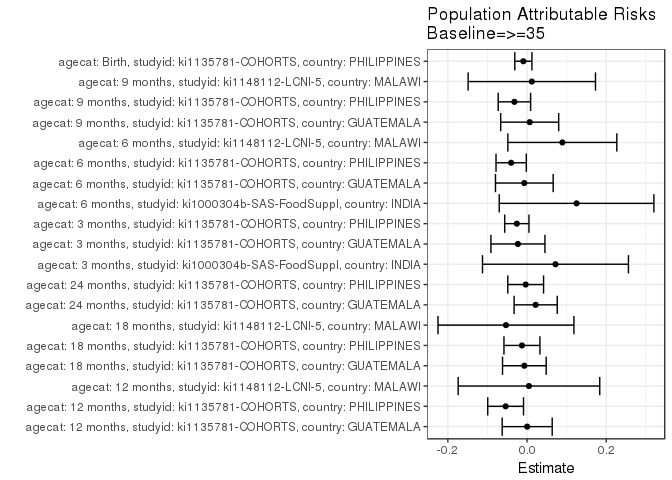 Population Attributable Risks
Baseline=>=35
agecat: Birth, studyid: ki1135781-COHORTS, country: PHILIPPINES
agecat: 9 months, studyid: ki1148112-LCNI-5, country: MALAWI
agecat: 9 months, studyid: ki1135781-COHORTS, country: PHILIPPINES
agecat: 9 months, studyid: ki1135781-COHORTS, country: GUATEMALA
agecat: 6 months, studyid: ki1148112-LCNI-5, country: MALAWI
agecat: 6 months, studyid: ki1135781-COHORTS, country: PHILIPPINES
agecat: 6 months, studyid: ki1135781-COHORTS, country: GUATEMALA
agecat: 6 months, studyid: ki1000304b-SAS-FoodSuppl, country: INDIA
agecat: 3 months, studyid: ki1135781-COHORTS, country: PHILIPPINES
agecat: 3 months, studyid: ki1135781-COHORTS, country: GUATEMALA
agecat: 3 months, studyid: ki1000304b-SAS-FoodSuppl, country: INDIA
agecat: 24 months, studyid: ki1135781-COHORTS, country: PHILIPPINES
agecat: 24 months, studyid: ki1135781-COHORTS, country: GUATEMALA
agecat: 18 months, studyid: ki1148112-LCNI-5, country: MALAWI
agecat: 18 months, studyid: ki1135781-COHORTS, country: PHILIPPINES
agecat: 18 months, studyid: ki1135781-COHORTS, country: GUATEMALA
agecat: 12 months, studyid: ki1148112-LCNI-5, country: MALAWI
agecat: 12 months, studyid: ki1135781-COHORTS, country: PHILIPPINES
agecat: 12 months, studyid: ki1135781-COHORTS, country: GUATEMALA
-0.2 0.0 0.2
Estimate